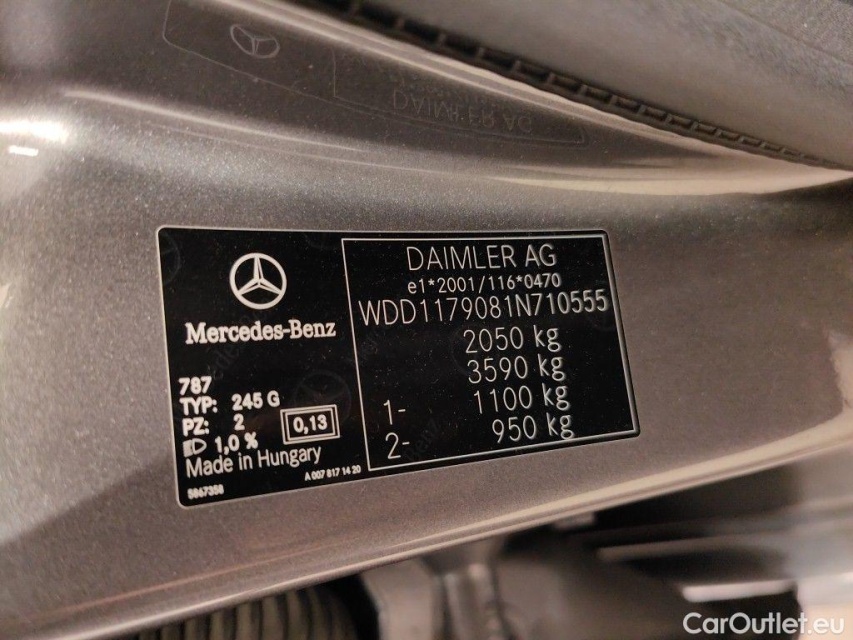 DAIMLER AG
DAIMLER AG
e1*2001/116*0470
WDD1179081N710555
2050 kg
3590 kg
1- 1100 kg
2- 950 kg
Mercedes-Benz
787
TYP: 245 G
PZ: 2
0,13
1,0 %
Made in Hungary
A 007 817 14 20
5867358
CarOutlet.eu